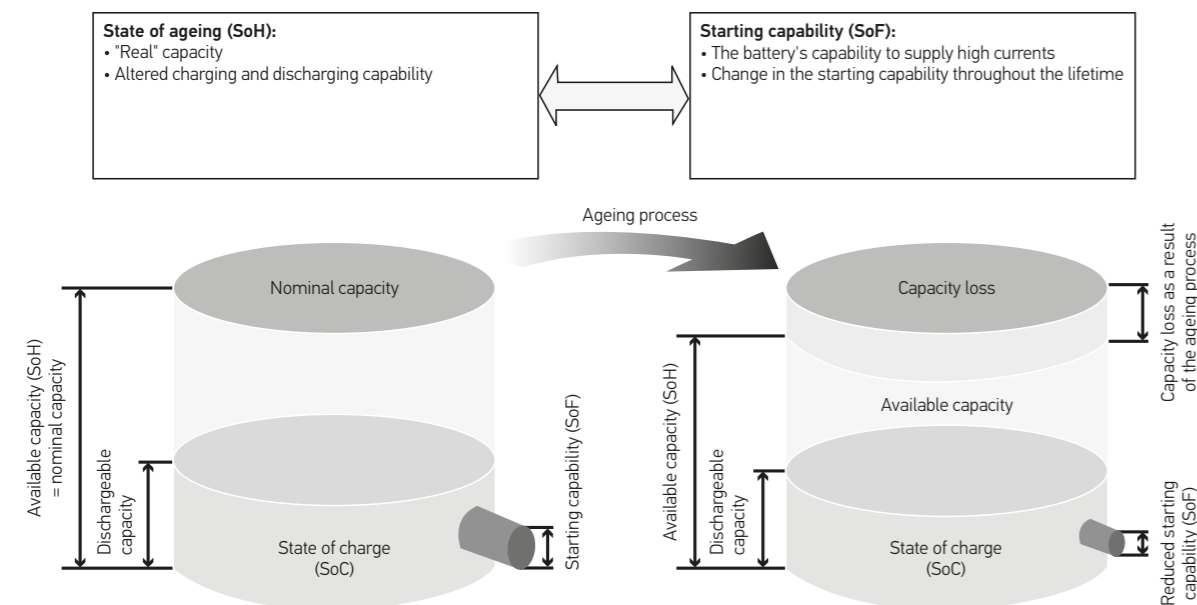 State of ageing (SoH):
• "Real" capacity
• Altered charging and discharging capability
Starting capability (SoF):
• The battery's capability to supply high currents
• Change in the starting capability throughout the lifetime
Ageing process
Nominal capacity
Available capacity (SoH)
= nominal capacity
Dischargeable
capacity
State of charge
(SoC)
Starting capability (SoF)
Capacity loss
Capacity loss as a result
of the ageing process
Available capacity (SoH)
Available capacity
Dischargeable
capacity
State of charge
(SoC)
Reduced starting
capability (SoF)